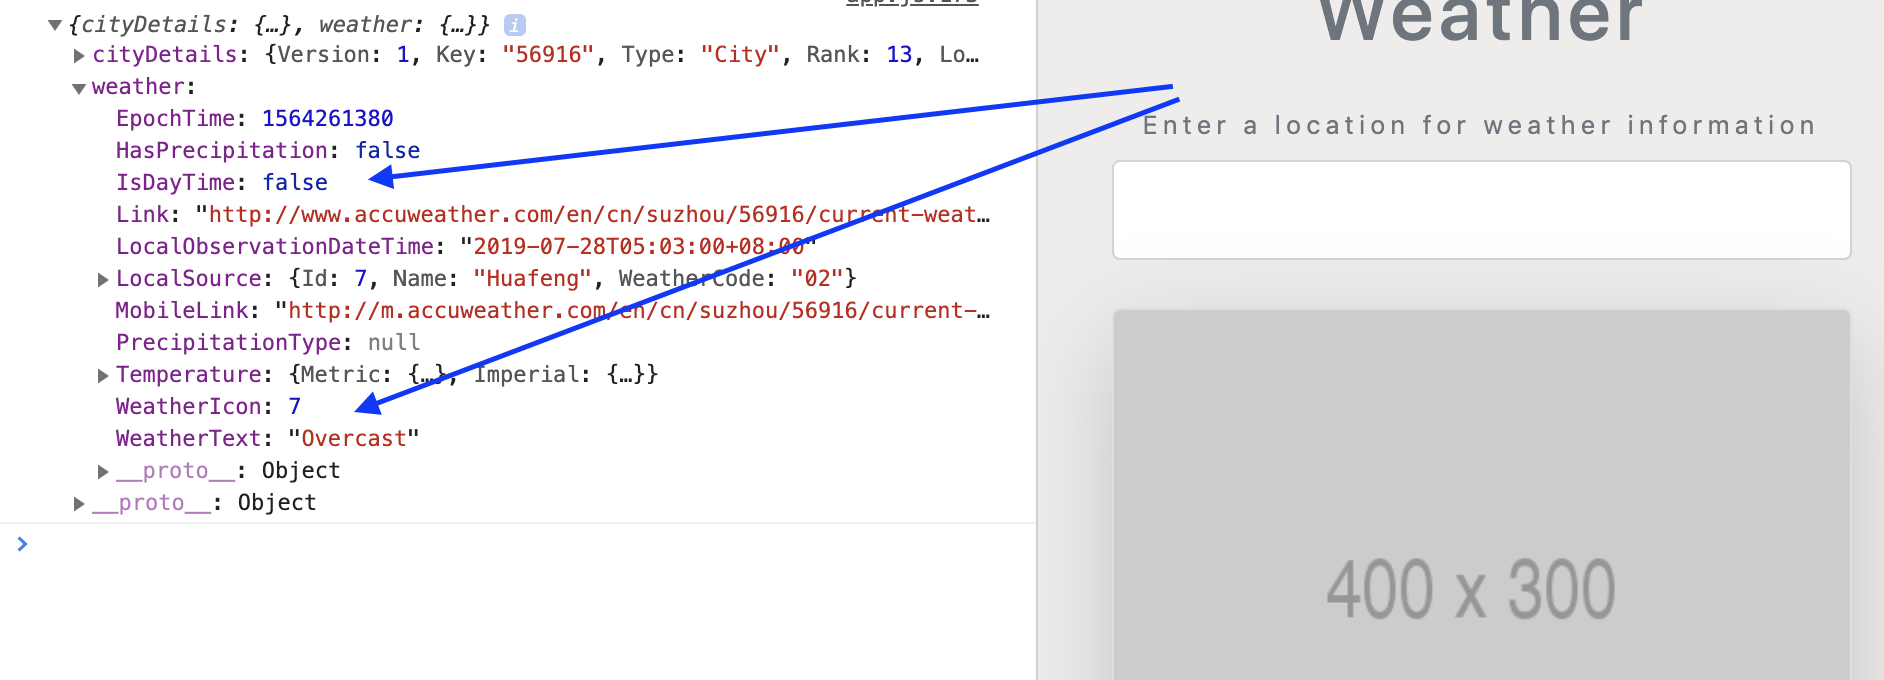 app.js:173
{cityDetails: {…}, weather: {…}} i
cityDetails: {Version: 1, Key: "56916", Type: "City", Rank: 13, Lo…
weather:
EpochTime: 1564261380
HasPrecipitation: false
IsDayTime: false
Link: "http://www.accuweather.com/en/cn/suzhou/56916/current-weat…
LocalObservationDateTime: "2019-07-28T05:03:00+08:00"
LocalSource: {Id: 7, Name: "Huafeng", WeatherCode: "02"}
MobileLink: "http://m.accuweather.com/en/cn/suzhou/56916/current-…
PrecipitationType: null
Temperature: {Metric: {…}, Imperial: {…}}
WeatherIcon: 7
WeatherText: "Overcast"
__proto__: Object
__proto__: Object
Weather
Enter a location for weather information
400 x 300